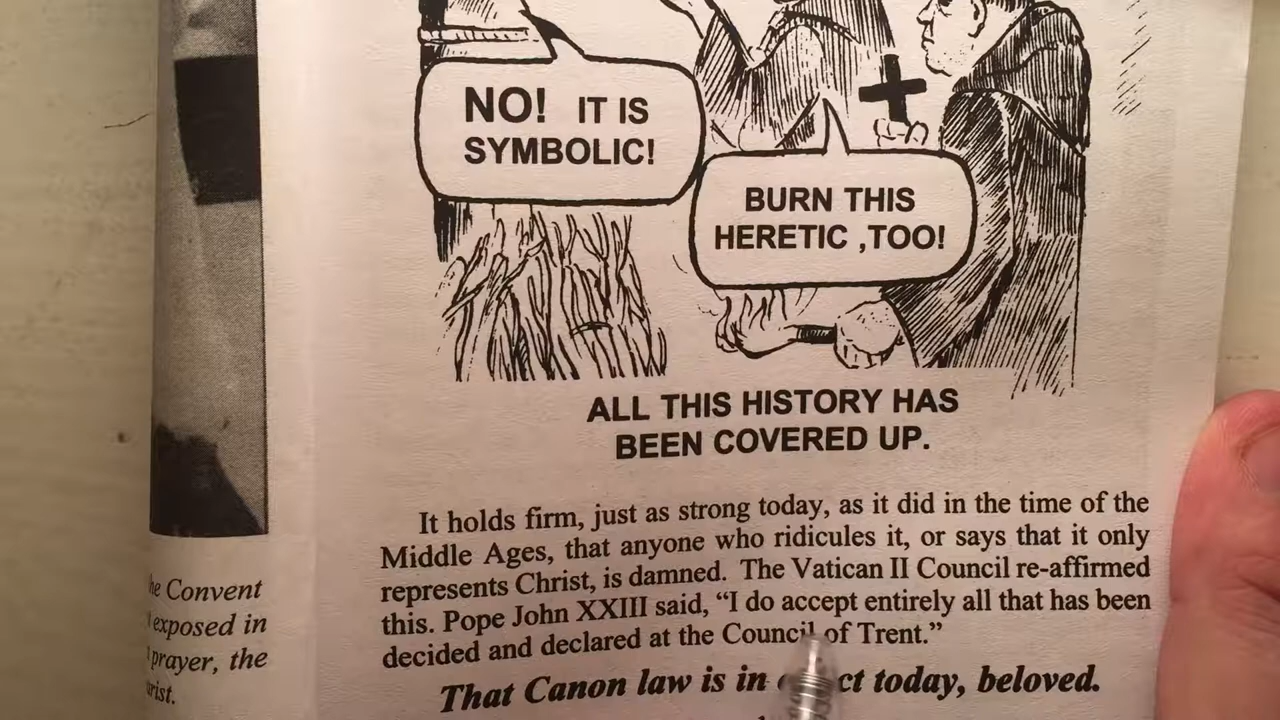 NO! IT IS
SYMBOLIC!
BURN THIS
HERETIC ,TOO!
ALL THIS HISTORY HAS
BEEN COVERED UP.
It holds firm, just as strong today, as it did in the time of the
Middle Ages, that anyone who ridicules it, or says that it only
represents Christ, is damned. The Vatican II Council re-affirmed
this. Pope John XXIII said, “I do accept entirely all that has been
decided and declared at the Council of Trent.”
That Canon law is in today, beloved.
Convent
exposed in
prayer, the